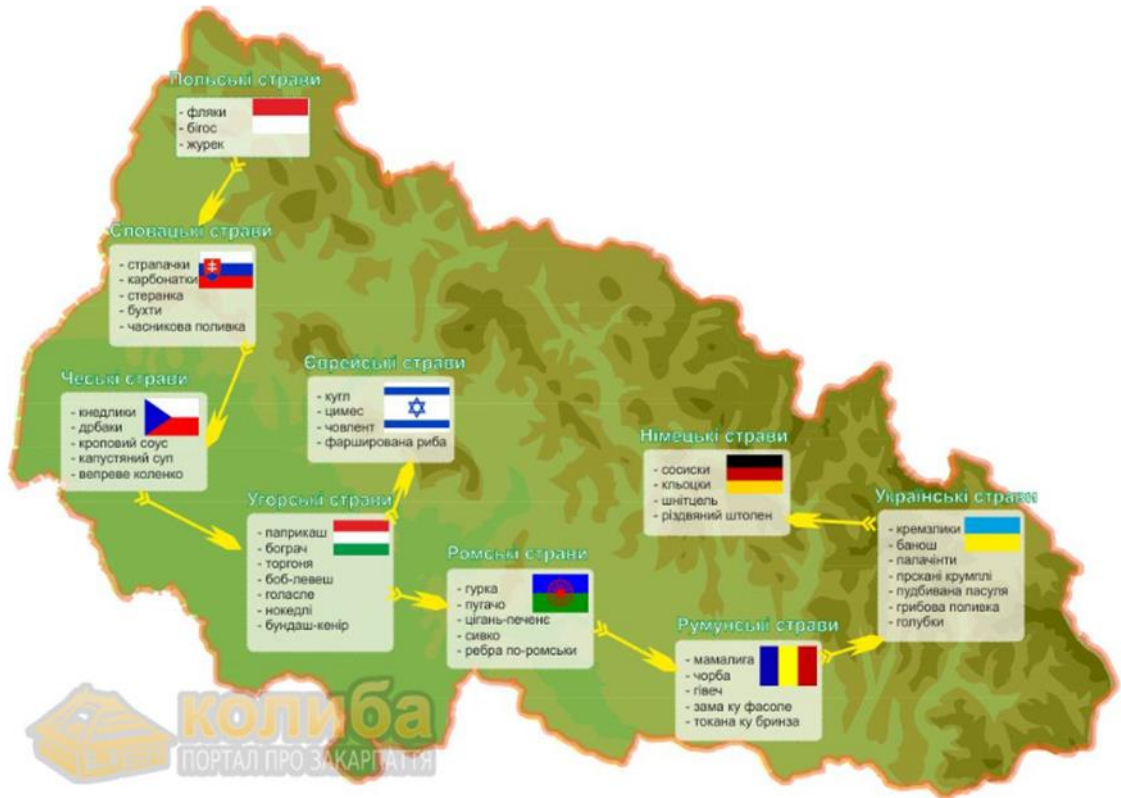 Польські страви
- фляки
- бігос
- журек
Словацькі страви
- страпачки
- карбонатки
- стеранка
- бухти
- часникова поливка
Чеські страви
- кнедлики
- дрбаки
- кроповий соус
- капустяний суп
- вепреве коленко
Єврейські страви
- кугл
- цимес
- човлент
- фарширована риба
Угорські страви
- паприкаш
- бограч
- торгоня
- боб-левеш
- голасле
- нокедлі
- бундаш-кенір
Ромські страви
- гурка
- пугачо
- цігань-печенє
- сивко
- ребра по-ромськи
Німецькі страви
- сосиски
- кльоцки
- шнітцель
- різдвяний штолен
Румунські страви
- мамалига
- чорба
- гівеч
- зама ку фасоле
- токана ку бринза
Українські страви
- кремзлики
- банош
- палачінти
- прскані крумплі
- пудбивана пасуля
- грибова поливка
- голубки
колиба
ПОРТАЛ ПРО ЗАКАРПАТТЯ